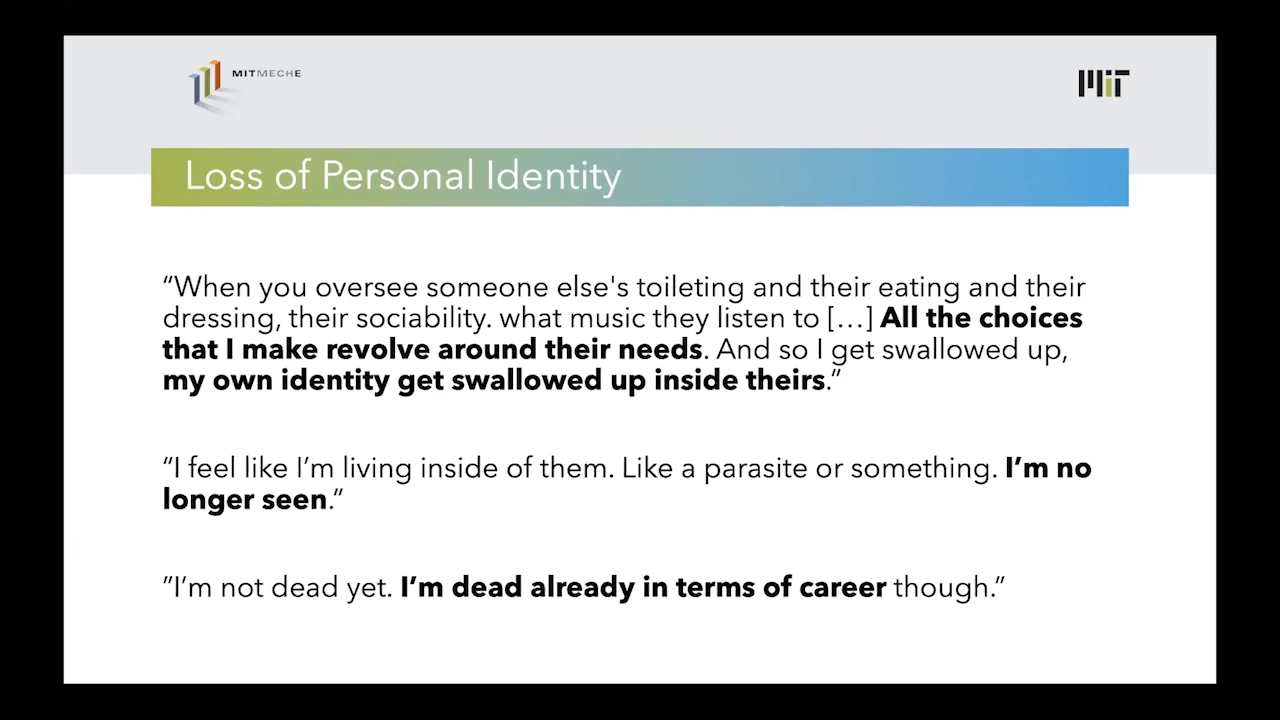 MITMECHE
MIT
Loss of Personal Identity
“When you oversee someone else's toileting and their eating and their
dressing, their sociability. what music they listen to […] All the choices
that I make revolve around their needs. And so I get swallowed up,
my own identity get swallowed up inside theirs.”
“I feel like I’m living inside of them. Like a parasite or something. I’m no
longer seen.”
”I’m not dead yet. I’m dead already in terms of career though.”